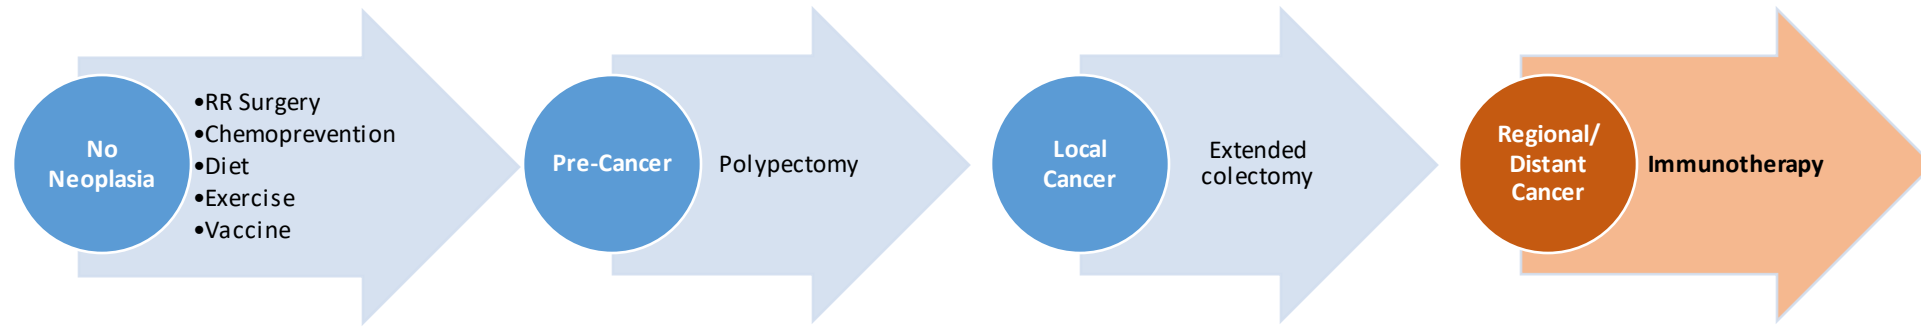 No
Neoplasia
•RR Surgery
•Chemoprevention
•Diet
•Exercise
•Vaccine
Pre-Cancer
Polypectomy
Local
Cancer
Extended
colectomy
Regional/
Distant
Cancer
Immunotherapy